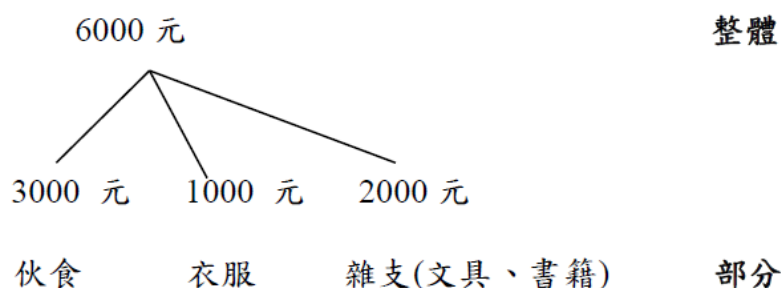 6000 元 整體
3000 元 1000 元 2000 元
伙食 衣服 雜支(文具、書籍) 部分